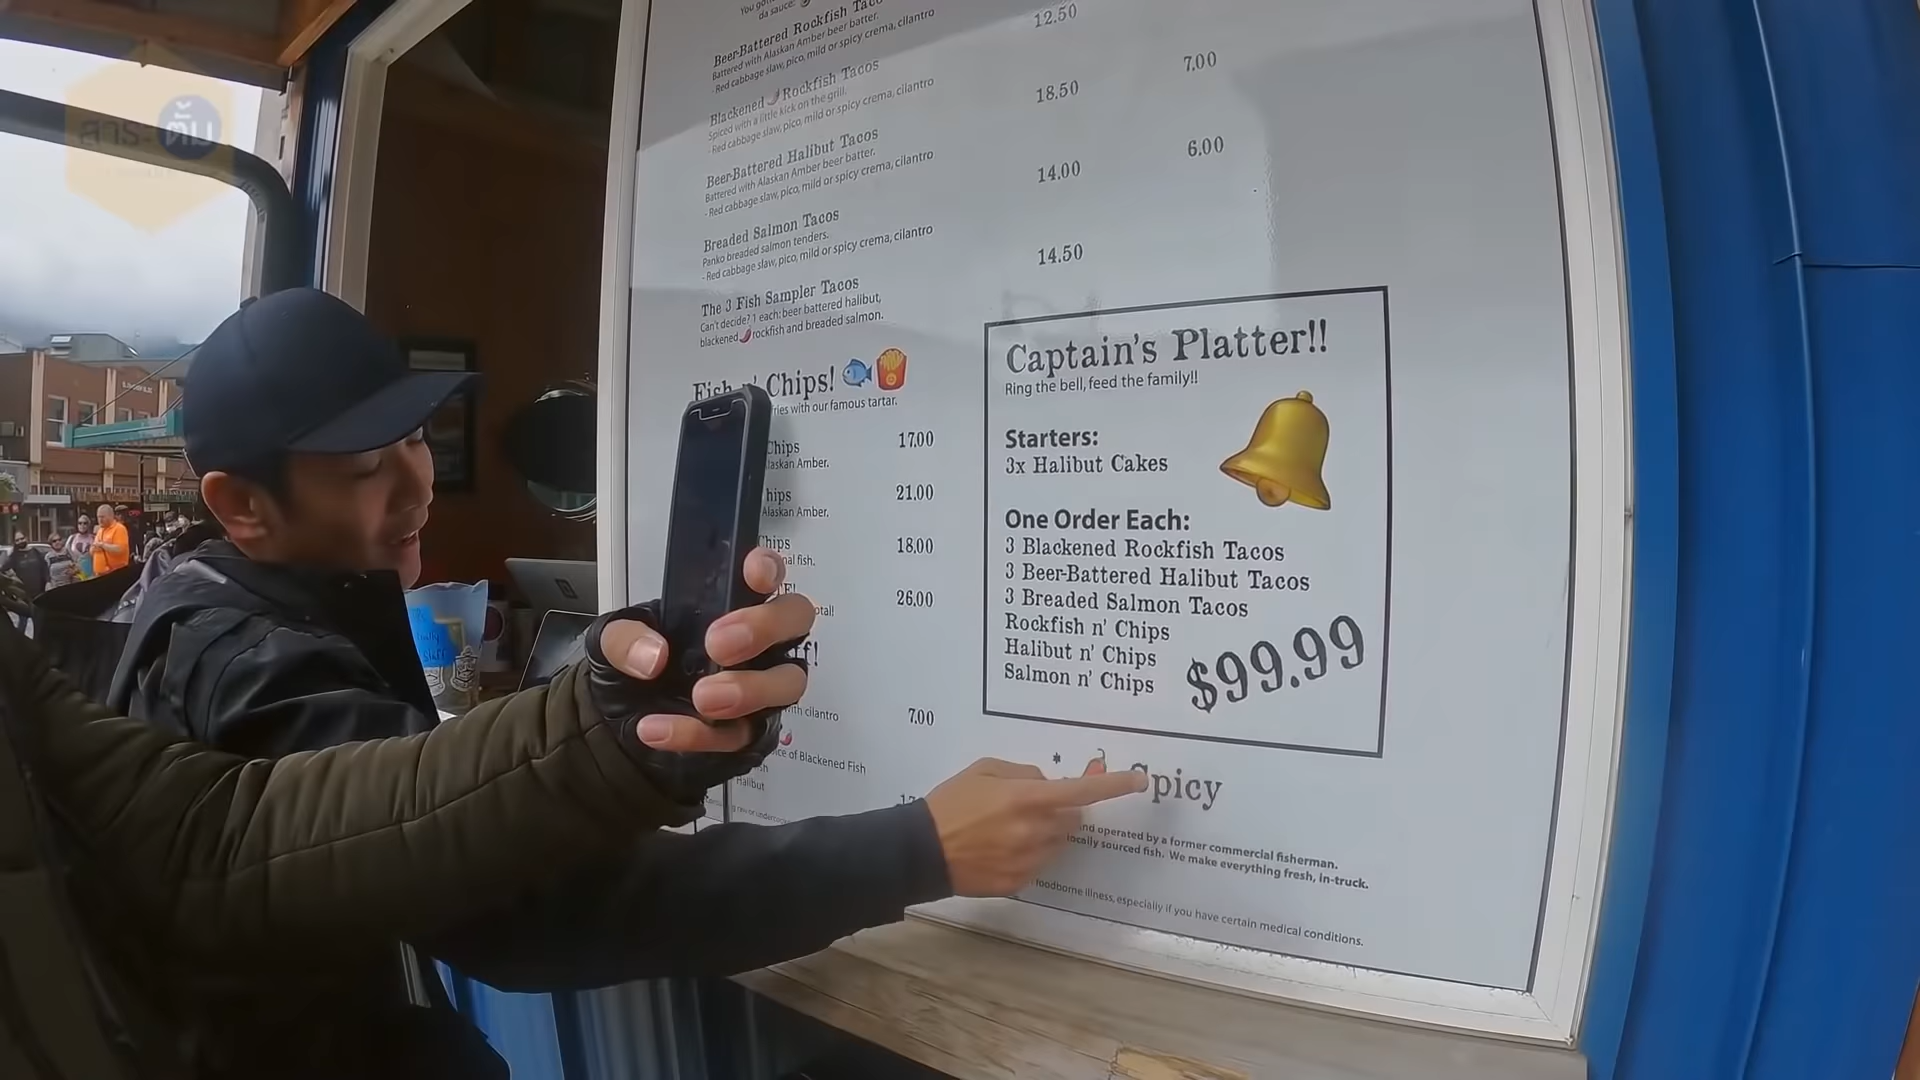 สาระ ตั้ม
da sauce.
Beer-Battered Rockfish Taco
Battered with Alaskan Amber beer batter.
- Red cabbage slaw, pico, mild or spicy crema, cilantro
12.50
Blackened Rockfish Tacos
Spiced with a little kick on the grill.
- Red cabbage slaw, pico, mild or spicy crema, cilantro
18.50
7.00
Beer-Battered Halibut Tacos
Battered with Alaskan Amber beer batter.
- Red cabbage slaw, pico, mild or spicy crema, cilantro
14.00
6.00
Breaded Salmon Tacos
Panko breaded salmon tenders.
- Red cabbage slaw, pico, mild or spicy crema, cilantro
14.50
The 3 Fish Sampler Tacos
Can't decide? 1 each: beer battered halibut,
blackened rockfish and breaded salmon.
Fish n' Chips!
ries with our famous tartar.
Chips 17.00
laskan Amber.
hips 21.00
Alaskan Amber.
Chips 18.00
nal fish.
26.00
otal!
ff!
with cilantro 7.00
ice of Blackened Fish
Halibut
Captain's Platter!!
Ring the bell, feed the family!!
Starters:
3x Halibut Cakes
One Order Each:
3 Blackened Rockfish Tacos
3 Beer-Battered Halibut Tacos
3 Breaded Salmon Tacos
Rockfish n' Chips
Halibut n' Chips
Salmon n' Chips
$99.99
* Spicy
and operated by a former commercial fisherman.
locally sourced fish. We make everything fresh, in-truck.
foodborne illness, especially if you have certain medical conditions.